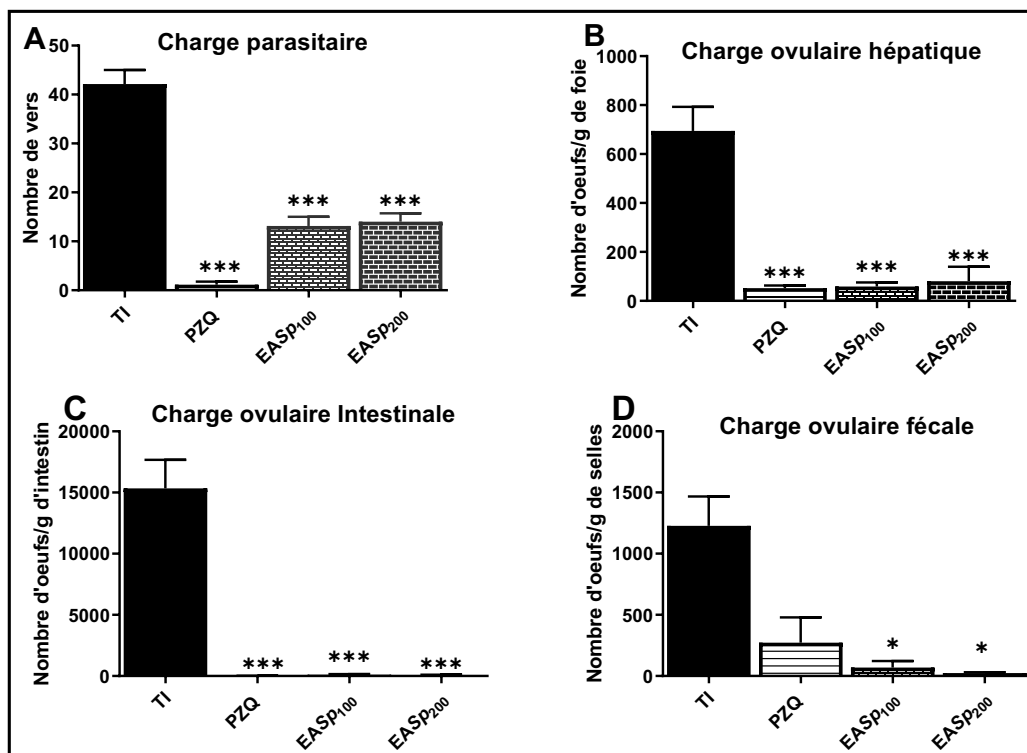 A
Charge parasitaire
Nombre de vers
50
40
30
20
10
0
***
***
***
TI
PZQ
EASp100
EASp200
B
Charge ovulaire hépatique
Nombre d'oeufs/g de foie
1000
800
600
400
200
0
***
***
***
TI
PZQ
EASp100
EASp200
C
Charge ovulaire Intestinale
Nombre d'oeufs/g d'intestin
20000
15000
10000
5000
0
***
***
***
TI
PZQ
EASp100
EASp200
D
Charge ovulaire fécale
Nombre d'oeufs/g de selles
2000
1500
1000
500
0
*
*
TI
PZQ
EASp100
EASp200